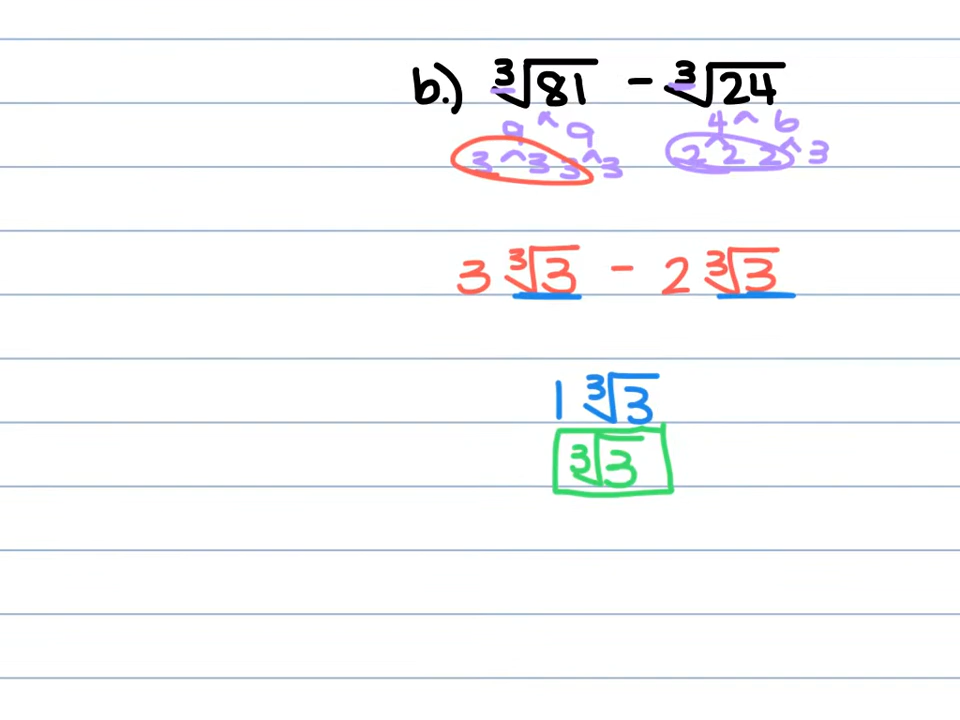 b.) ∛81 - ∛24
9 ^ 9 4 ^ 6
3 ^ 3 3 ^ 3 2 ^ 2 2 ^ 3
3 ∛3 - 2 ∛3
1 ∛3
∛3